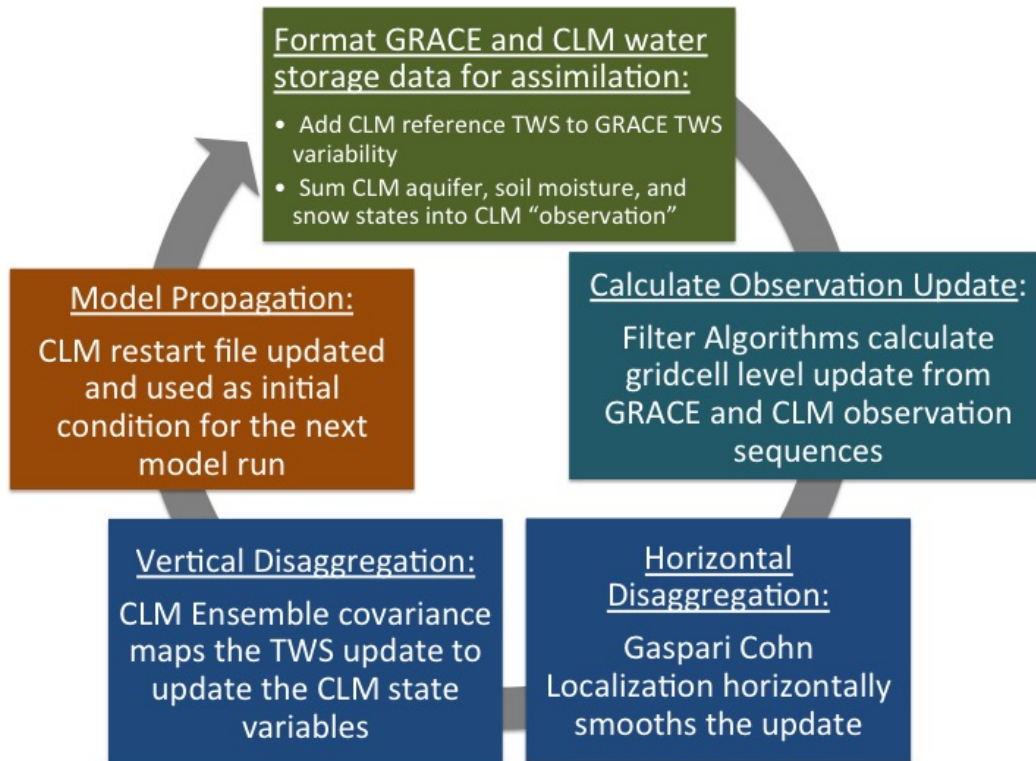 Format GRACE and CLM water
storage data for assimilation:
• Add CLM reference TWS to GRACE TWS
variability
• Sum CLM aquifer, soil moisture, and
snow states into CLM “observation”
Calculate Observation Update:
Filter Algorithms calculate
gridcell level update from
GRACE and CLM observation
sequences
Horizontal
Disaggregation:
Gaspari Cohn
Localization horizontally
smooths the update
Vertical Disaggregation:
CLM Ensemble covariance
maps the TWS update to
update the CLM state
variables
Model Propagation:
CLM restart file updated
and used as initial
condition for the next
model run